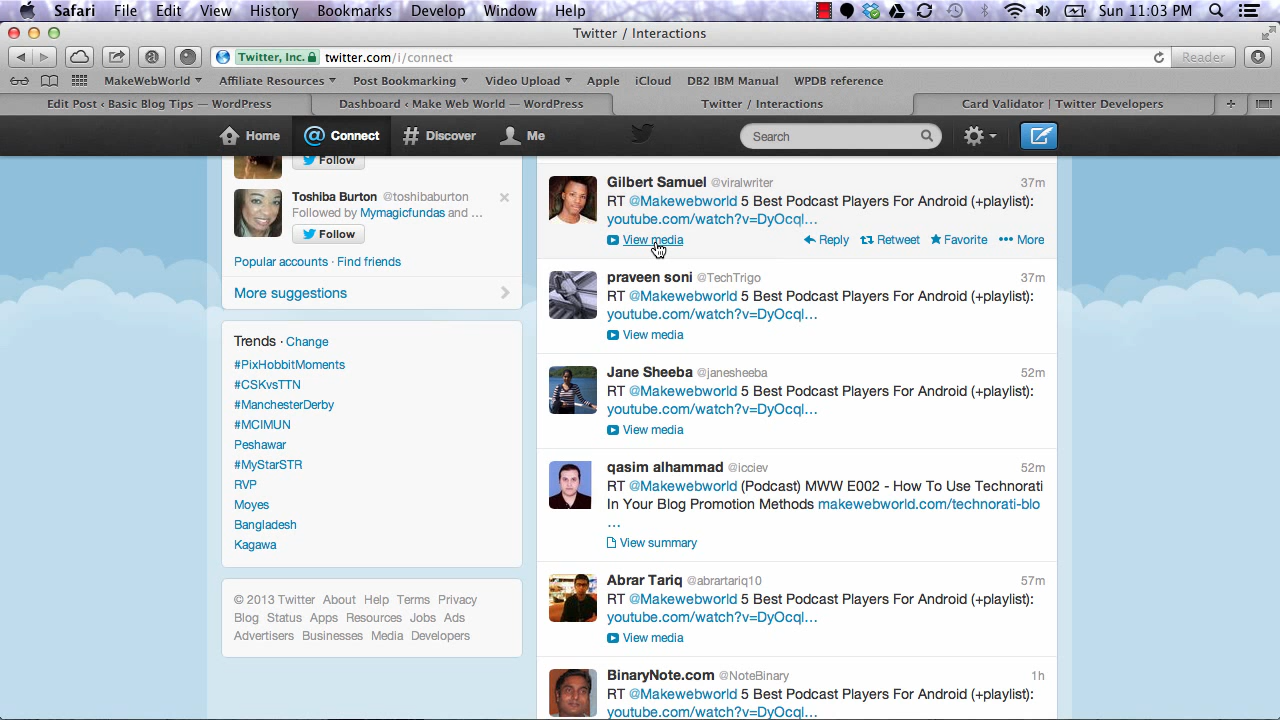 Safari File Edit View History Bookmarks Develop Window Help Sun 11:03 PM
Twitter / Interactions
Twitter, Inc. twitter.com/i/connect Reader
MakeWebWorld Affiliate Resources Post Bookmarking Video Upload Apple iCloud DB2 IBM Manual WPDB reference
Edit Post ‹ Basic Blog Tips — WordPress Dashboard ‹ Make Web World — WordPress Twitter / Interactions Card Validator | Twitter Developers +
Home @ Connect # Discover Me Search
Follow
Toshiba Burton @toshibaburton
Followed by Mymagicfundas and ...
Follow
Popular accounts · Find friends
More suggestions
Trends · Change
#PixHobbitMoments
#CSKvsTTN
#ManchesterDerby
#MCIMUN
Peshawar
#MyStarSTR
RVP
Moyes
Bangladesh
Kagawa
© 2013 Twitter About Help Terms Privacy
Blog Status Apps Resources Jobs Ads
Advertisers Businesses Media Developers
Gilbert Samuel @viralwriter 37m
RT @Makewebworld 5 Best Podcast Players For Android (+playlist):
youtube.com/watch?v=DyOcql…
View media Reply Retweet Favorite More
praveen soni @TechTrigo 37m
RT @Makewebworld 5 Best Podcast Players For Android (+playlist):
youtube.com/watch?v=DyOcql…
View media
Jane Sheeba @janesheeba 52m
RT @Makewebworld 5 Best Podcast Players For Android (+playlist):
youtube.com/watch?v=DyOcql…
View media
qasim alhammad @icciev 52m
RT @Makewebworld (Podcast) MWW E002 - How To Use Technorati
In Your Blog Promotion Methods makewebworld.com/technorati-blo
…
View summary
Abrar Tariq @abrartariq10 57m
RT @Makewebworld 5 Best Podcast Players For Android (+playlist):
youtube.com/watch?v=DyOcql…
View media
BinaryNote.com @NoteBinary 1h
RT @Makewebworld 5 Best Podcast Players For Android (+playlist):
youtube.com/watch?v=DyOcql…